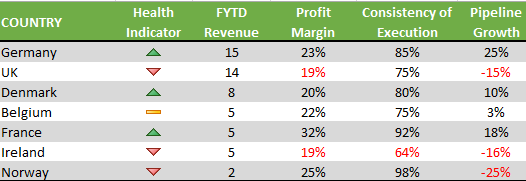 COUNTRY Health Indicator FYTD Revenue Profit Margin Consistency of Execution Pipeline Growth
Germany 15 23% 85% 25%
UK 14 19% 75% -15%
Denmark 8 20% 80% 10%
Belgium 5 22% 75% 3%
France 5 32% 92% 18%
Ireland 5 19% 64% -16%
Norway 2 25% 98% -25%